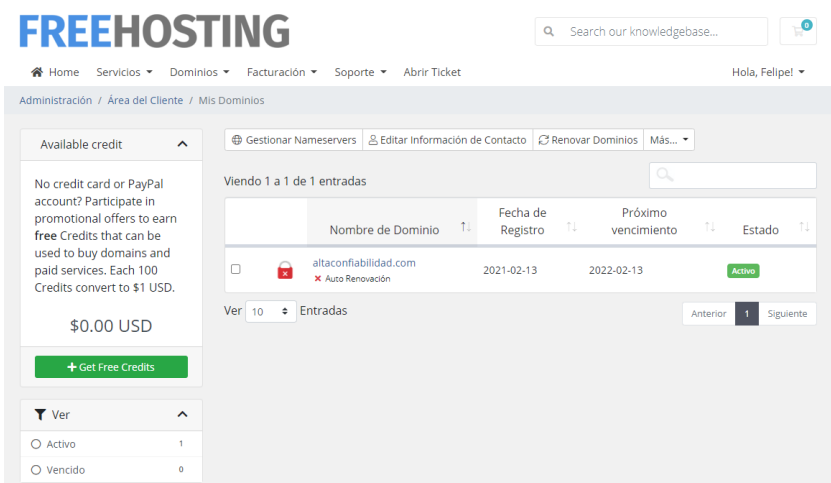 FREEHOSTING
Search our knowledgebase...
0
Home Servicios Dominios Facturación Soporte Abrir Ticket
Hola, Felipe!
Administración / Área del Cliente / Mis Dominios
Available credit
No credit card or PayPal
account? Participate in
promotional offers to earn
free Credits that can be
used to buy domains and
paid services. Each 100
Credits convert to $1 USD.
$0.00 USD
Get Free Credits
Ver
Activo 1
Vencido 0
Gestionar Nameservers Editar Información de Contacto Renovar Dominios Más...
Viendo 1 a 1 de 1 entradas
Nombre de Dominio
Fecha de
Registro
Próximo
vencimiento
Estado
altaconfiabilidad.com
Auto Renovación
2021-02-13
2022-02-13
Activo
Ver 10 Entradas
Anterior 1 Siguiente